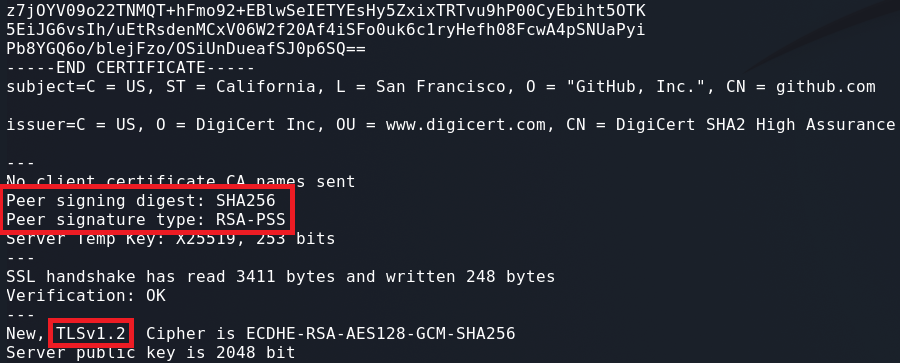 z7jOYV09o22TNMQT+hFmo92+EBlwSeIETYEsHy5ZxixTRTvu9hP00CyEbiht5OTK
5EiJG6vsIh/uEtRsdenMCxV06W2f20Af4iSFo0uk6c1ryHefh08FcwA4pSNUaPyi
Pb8YGQ6o/blejFzo/OSiUnDueafSJ0p6SQ==
-----END CERTIFICATE-----
subject=C = US, ST = California, L = San Francisco, O = "GitHub, Inc.", CN = github.com
issuer=C = US, O = DigiCert Inc, OU = www.digicert.com, CN = DigiCert SHA2 High Assurance
---
No client certificate CA names sent
Peer signing digest: SHA256
Peer signature type: RSA-PSS
Server Temp Key: X25519, 253 bits
---
SSL handshake has read 3411 bytes and written 248 bytes
Verification: OK
---
New, TLSv1.2  Cipher is ECDHE-RSA-AES128-GCM-SHA256
Server public key is 2048 bit